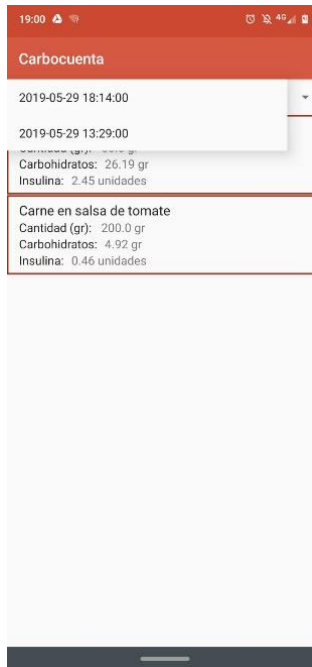 19:00
4G
Carbocuenta
2019-05-29 18:14:00
2019-05-29 13:29:00
Carbohidratos: 26.19 gr
Insulina: 2.45 unidades
Carne en salsa de tomate
Cantidad (gr): 200.0 gr
Carbohidratos: 4.92 gr
Insulina: 0.46 unidades